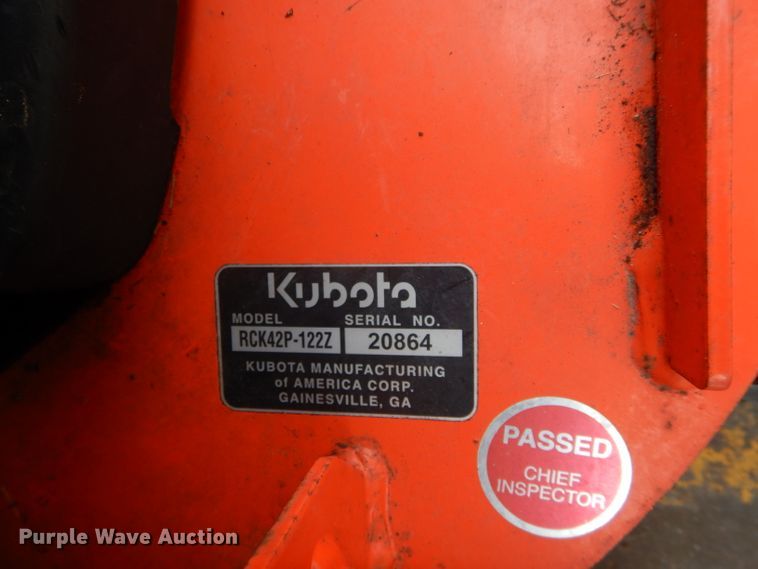 Kubota
MODEL SERIAL NO.
RCK42P-122Z 20864
KUBOTA MANUFACTURING
of AMERICA CORP.
GAINESVILLE, GA
PASSED
CHIEF
INSPECTOR
Purple Wave Auction®